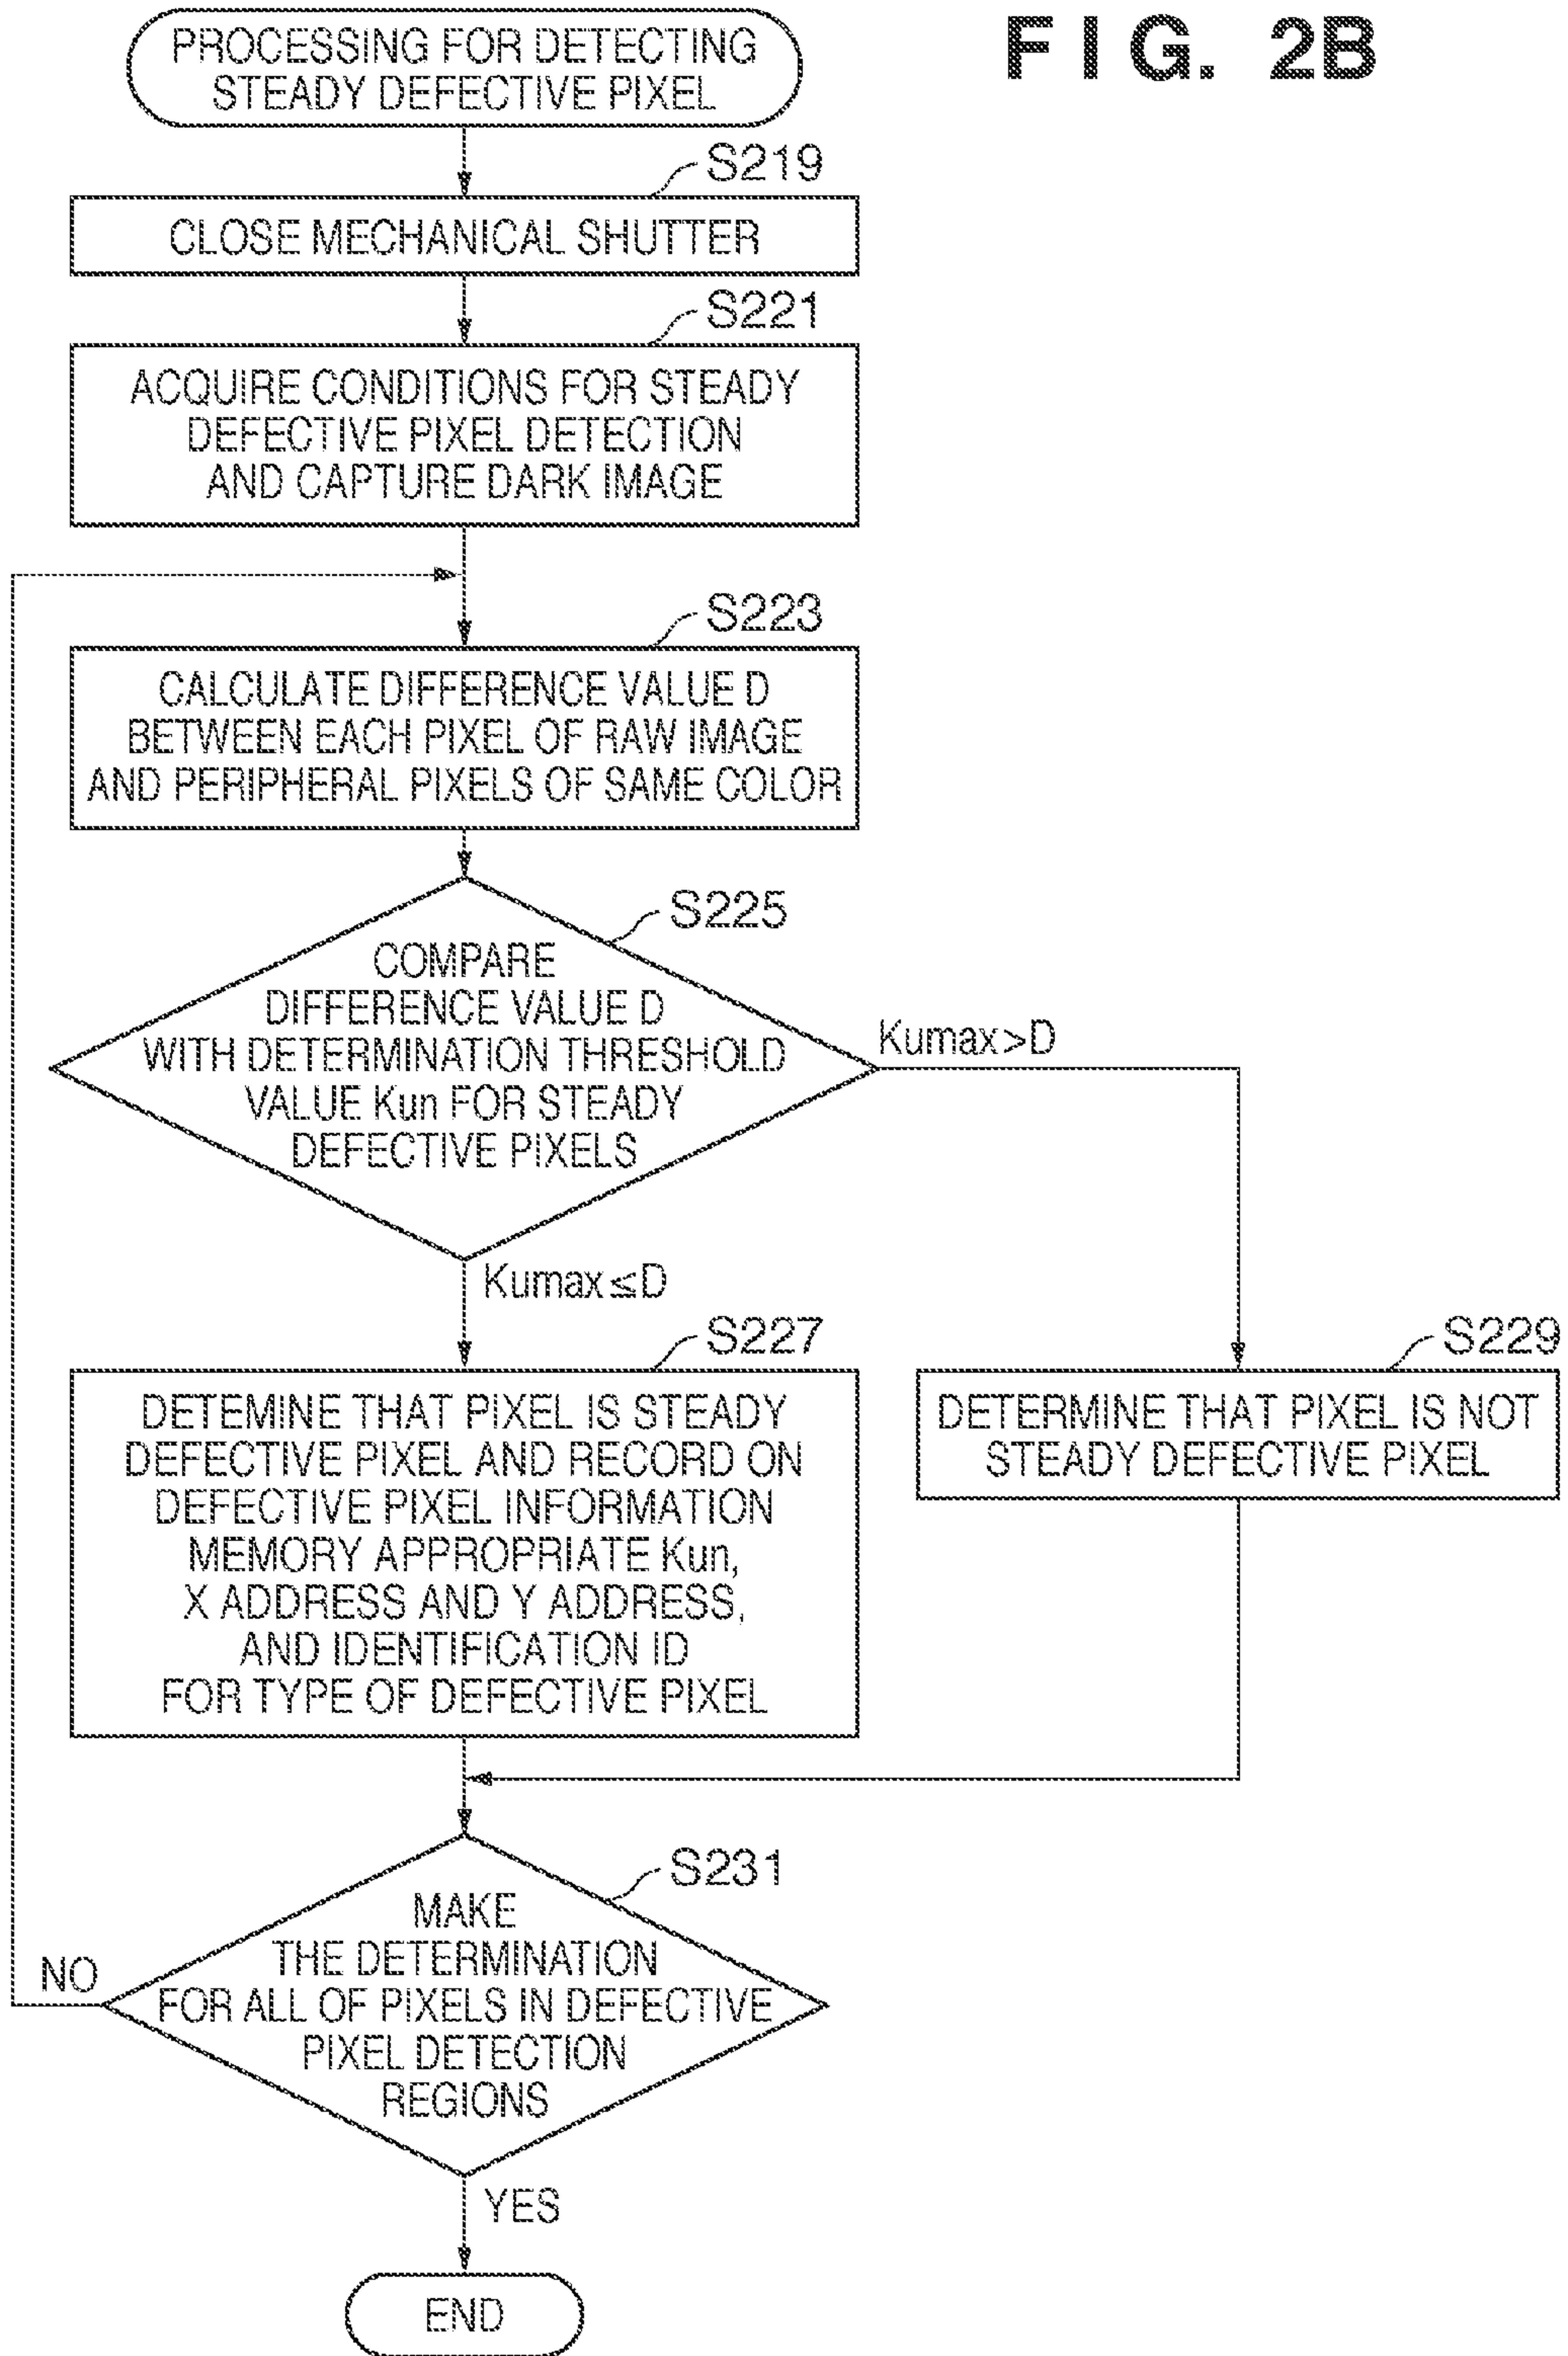 FIG. 2B
PROCESSING FOR DETECTING
STEADY DEFECTIVE PIXEL
S219
CLOSE MECHANICAL SHUTTER
S221
ACQUIRE CONDITIONS FOR STEADY
DEFECTIVE PIXEL DETECTION
AND CAPTURE DARK IMAGE
S223
CALCULATE DIFFERENCE VALUE D
BETWEEN EACH PIXEL OF RAW IMAGE
AND PERIPHERAL PIXELS OF SAME COLOR
S225
COMPARE
DIFFERENCE VALUE D
WITH DETERMINATION THRESHOLD
VALUE Kun FOR STEADY
DEFECTIVE PIXELS
Kumax>D
Kumax≤D
S227
DETEMINE THAT PIXEL IS STEADY
DEFECTIVE PIXEL AND RECORD ON
DEFECTIVE PIXEL INFORMATION
MEMORY APPROPRIATE Kun,
X ADDRESS AND Y ADDRESS,
AND IDENTIFICATION ID
FOR TYPE OF DEFECTIVE PIXEL
S229
DETERMINE THAT PIXEL IS NOT
STEADY DEFECTIVE PIXEL
S231
MAKE
THE DETERMINATION
FOR ALL OF PIXELS IN DEFECTIVE
PIXEL DETECTION
REGIONS
NO
YES
END